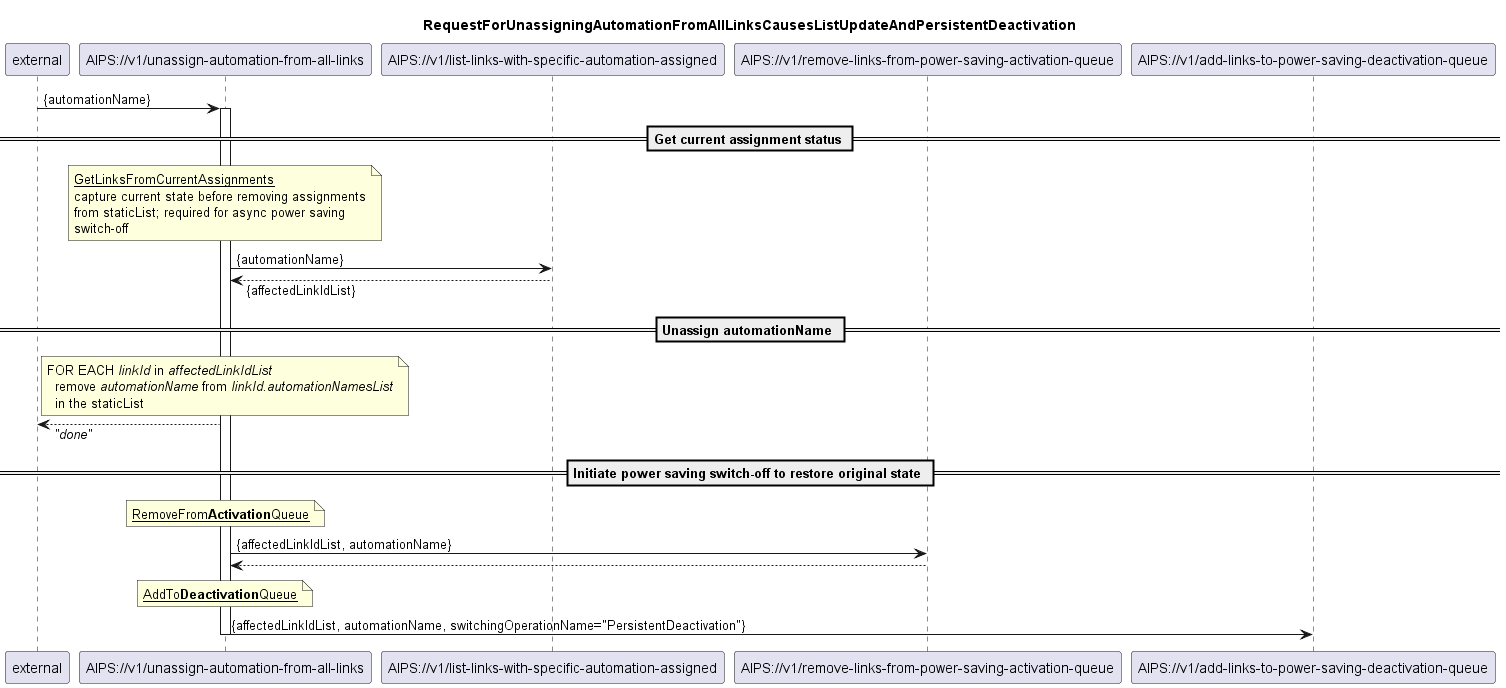 RequestForUnassigningAutomationFromAllLinksCausesListUpdateAndPersistentDeactivation
external
AIPS://v1/unassign-automation-from-all-links
AIPS://v1/list-links-with-specific-automation-assigned
AIPS://v1/remove-links-from-power-saving-activation-queue
AIPS://v1/add-links-to-power-saving-deactivation-queue
{automationName}
Get current assignment status
GetLinksFromCurrentAssignments
capture current state before removing assignments
from staticList; required for async power saving
switch-off
{automationName}
{affectedLinkIdList}
Unassign automationName
FOR EACH linkId in affectedLinkIdList
remove automationName from linkId.automationNamesList
in the staticList
"done"
Initiate power saving switch-off to restore original state
RemoveFromActivationQueue
{affectedLinkIdList, automationName}
AddToDeactivationQueue
{affectedLinkIdList, automationName, switchingOperationName="PersistentDeactivation"}
external
AIPS://v1/unassign-automation-from-all-links
AIPS://v1/list-links-with-specific-automation-assigned
AIPS://v1/remove-links-from-power-saving-activation-queue
AIPS://v1/add-links-to-power-saving-deactivation-queue